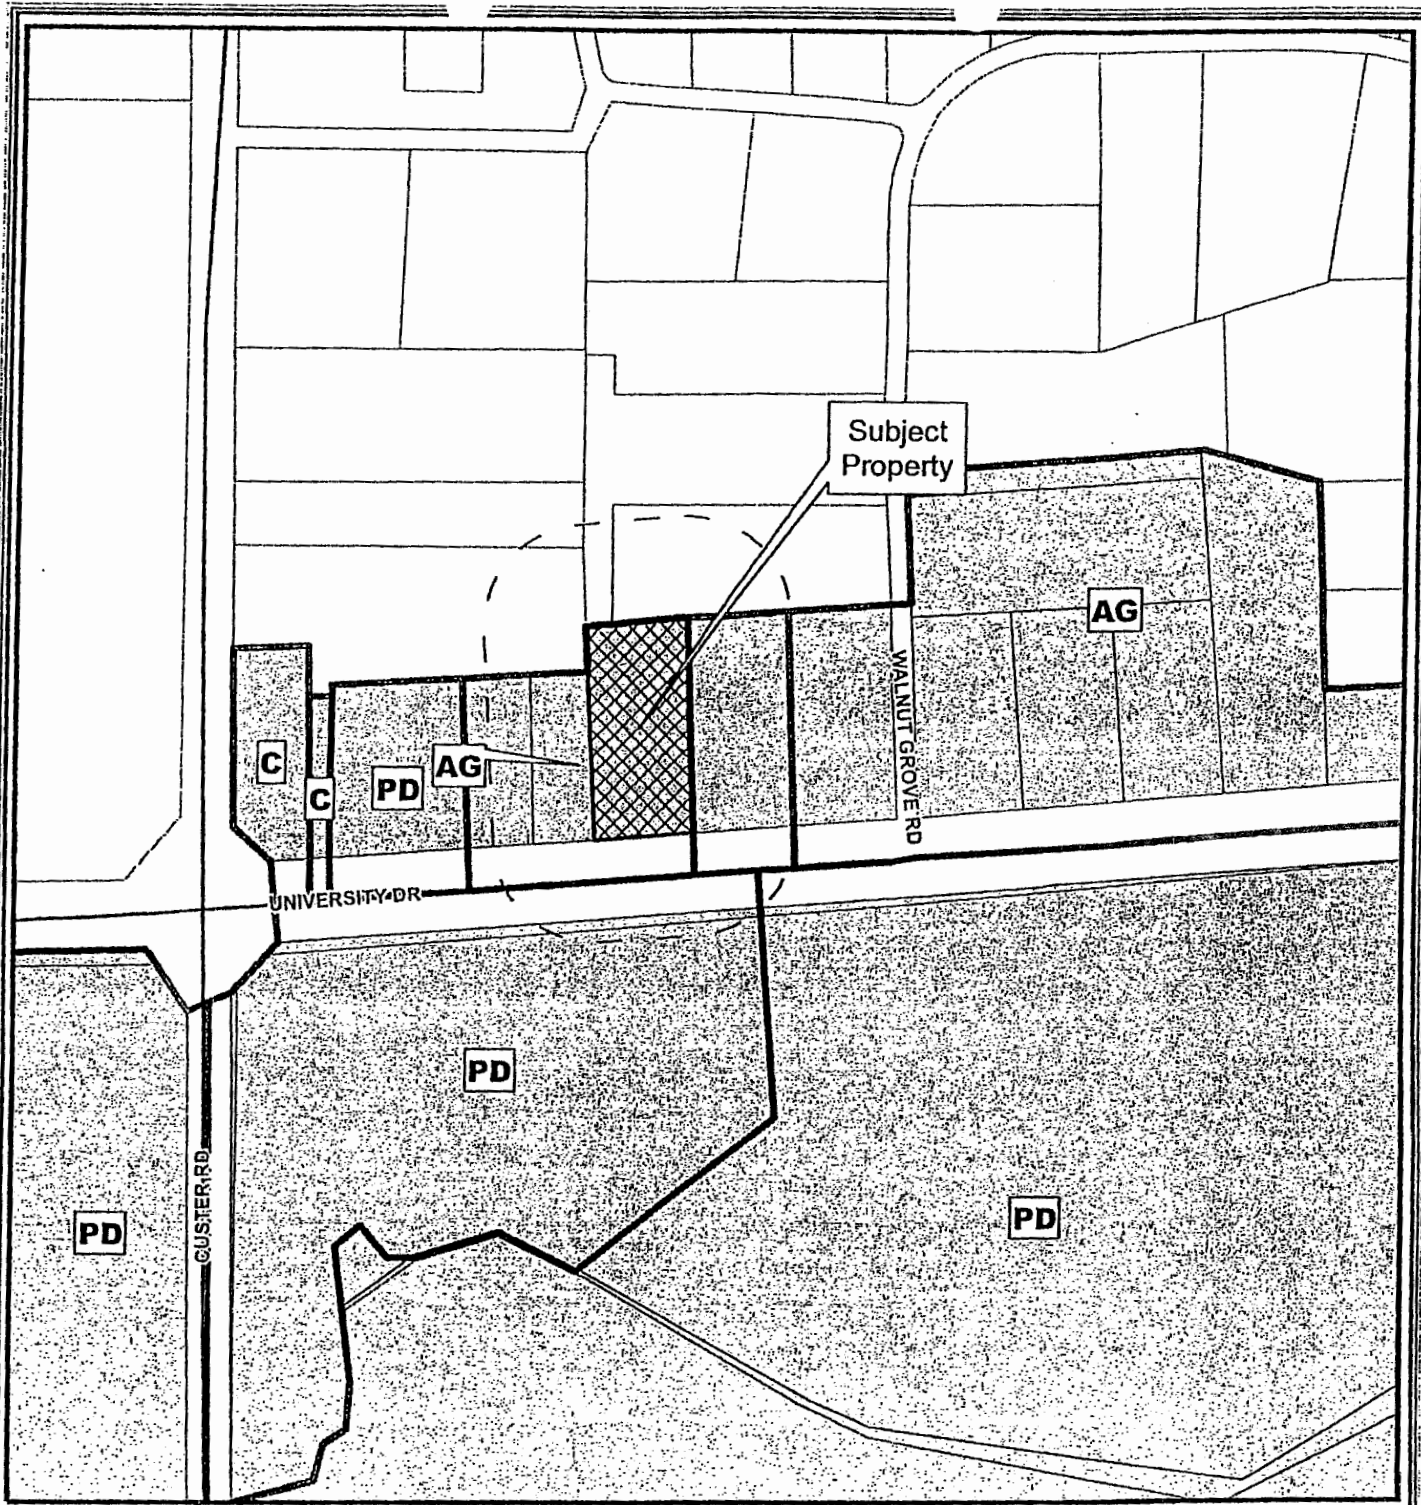 Subject
Property
AG
WALNUT GROVE RD
C
C
PD
AG
UNIVERSITY DR
PD
CUSTER RD
PD
PD